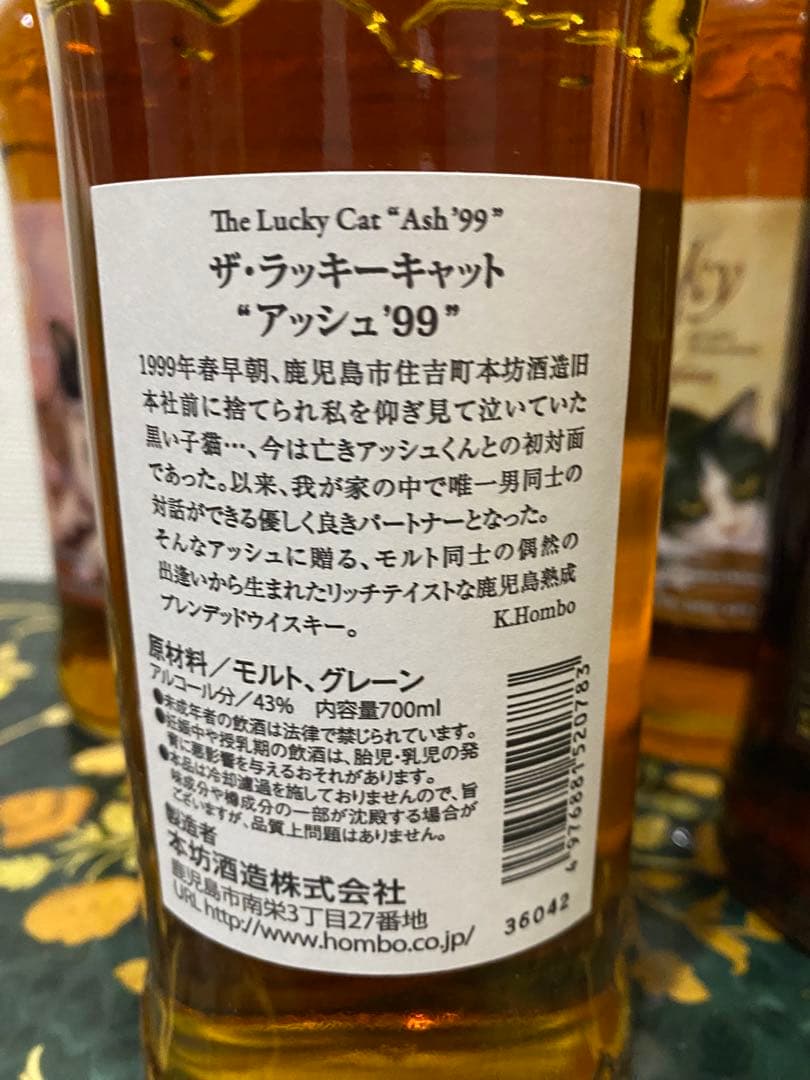 The Lucky Cat “Ash ’99”
ザ・ラッキーキャット
“アッシュ’99”
1999年春早朝、鹿児島市住吉町本坊酒造旧
本社前に捨てられ私を仰ぎ見て泣いていた
黒い子猫…、今は亡きアッシュくんとの初対面
であった。以来、我が家の中で唯一男同士の
対話ができる優しく良きパートナーとなった。
そんなアッシュに贈る、モルト同士の偶然の
出逢いから生まれたリッチテイストな鹿児島熟成
ブレンデッドウイスキー。
K.Hombo
原材料／モルト、グレーン
アルコール分／43% 内容量700ml
●未成年者の飲酒は法律で禁じられています。
●妊娠中や授乳期の飲酒は、胎児・乳児の発
育に悪影響を与えるおそれがあります。
●本品は冷却濾過を施しておりませんので、旨
味成分や樽成分の一部が沈殿する場合が
ございますが、品質上問題はありません。
製造者
本坊酒造株式会社
鹿児島市南栄3丁目27番地
URL http://www.hombo.co.jp/
4976881520783
36042
ky